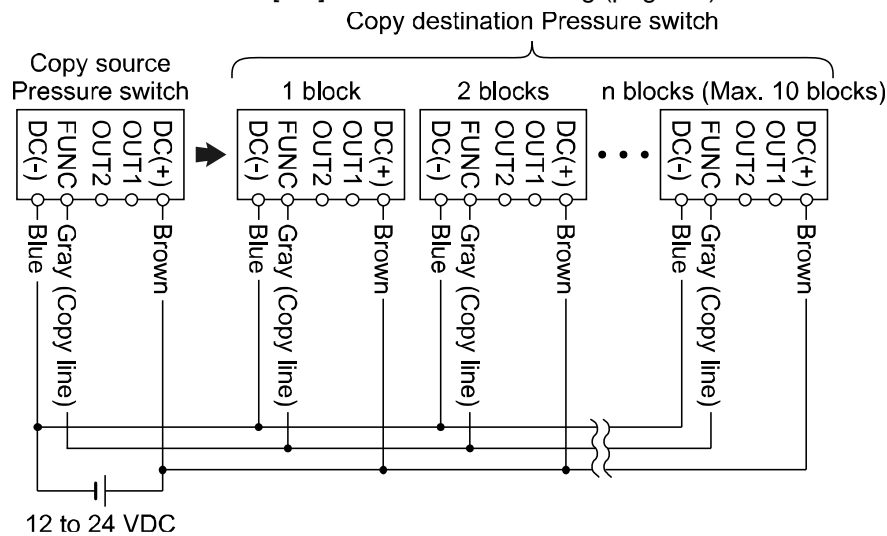 Copy destination Pressure switch
Copy source
Pressure switch
1 block
2 blocks
n blocks (Max. 10 blocks)
DC(-)
FUNC
OUT2
OUT1
DC(+)
DC(-)
FUNC
OUT2
OUT1
DC(+)
DC(-)
FUNC
OUT2
OUT1
DC(+)
DC(-)
FUNC
OUT2
OUT1
DC(+)
Blue
Gray (Copy line)
Brown
Blue
Gray (Copy line)
Brown
Blue
Gray (Copy line)
Brown
Blue
Gray (Copy line)
Brown
12 to 24 VDC